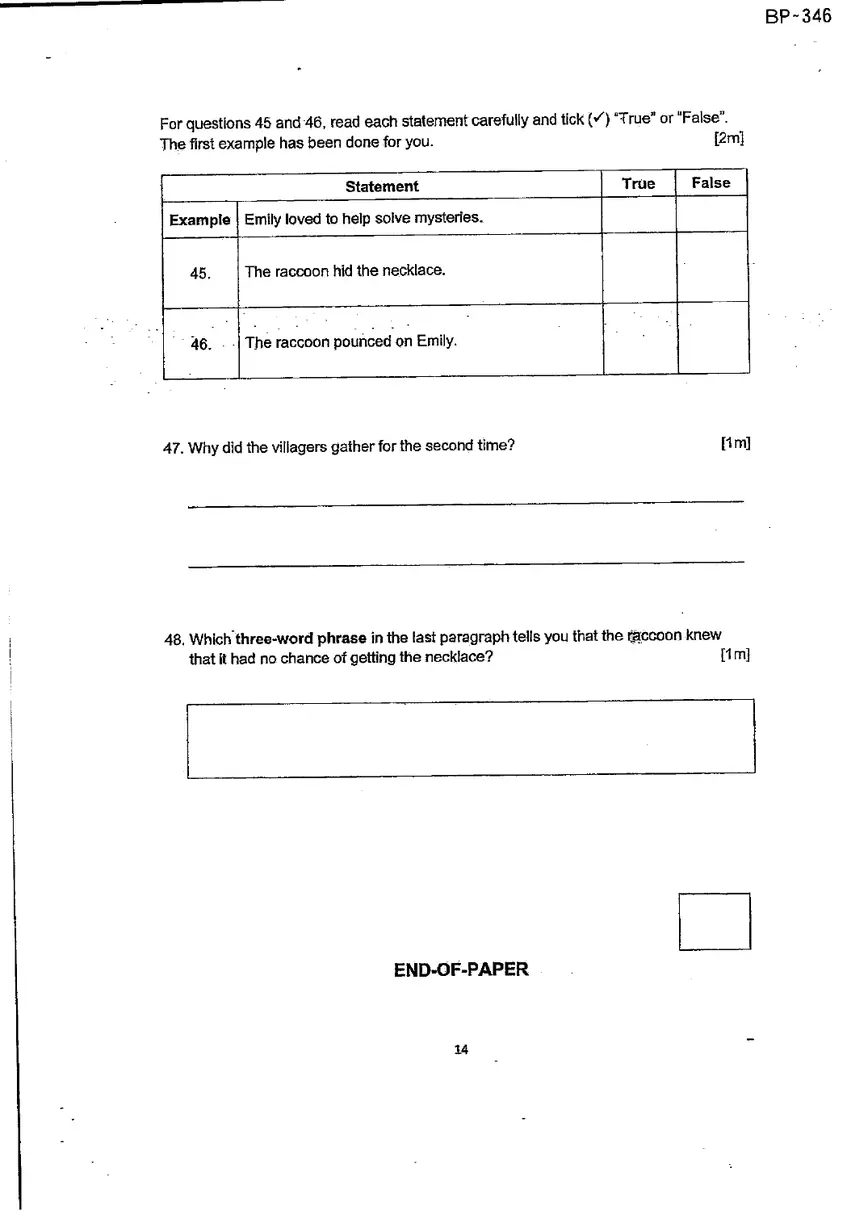 BP-346
For questions 45 and 46, read each statement carefully and tick (✓) "True" or "False".
The first example has been done for you. [2m]
Statement True False
Example Emily loved to help solve mysteries.
45. The raccoon hid the necklace.
46. The raccoon pounced on Emily.
47. Why did the villagers gather for the second time? [1m]
48. Which three-word phrase in the last paragraph tells you that the raccoon knew
that it had no chance of getting the necklace? [1m]
END-OF-PAPER
14